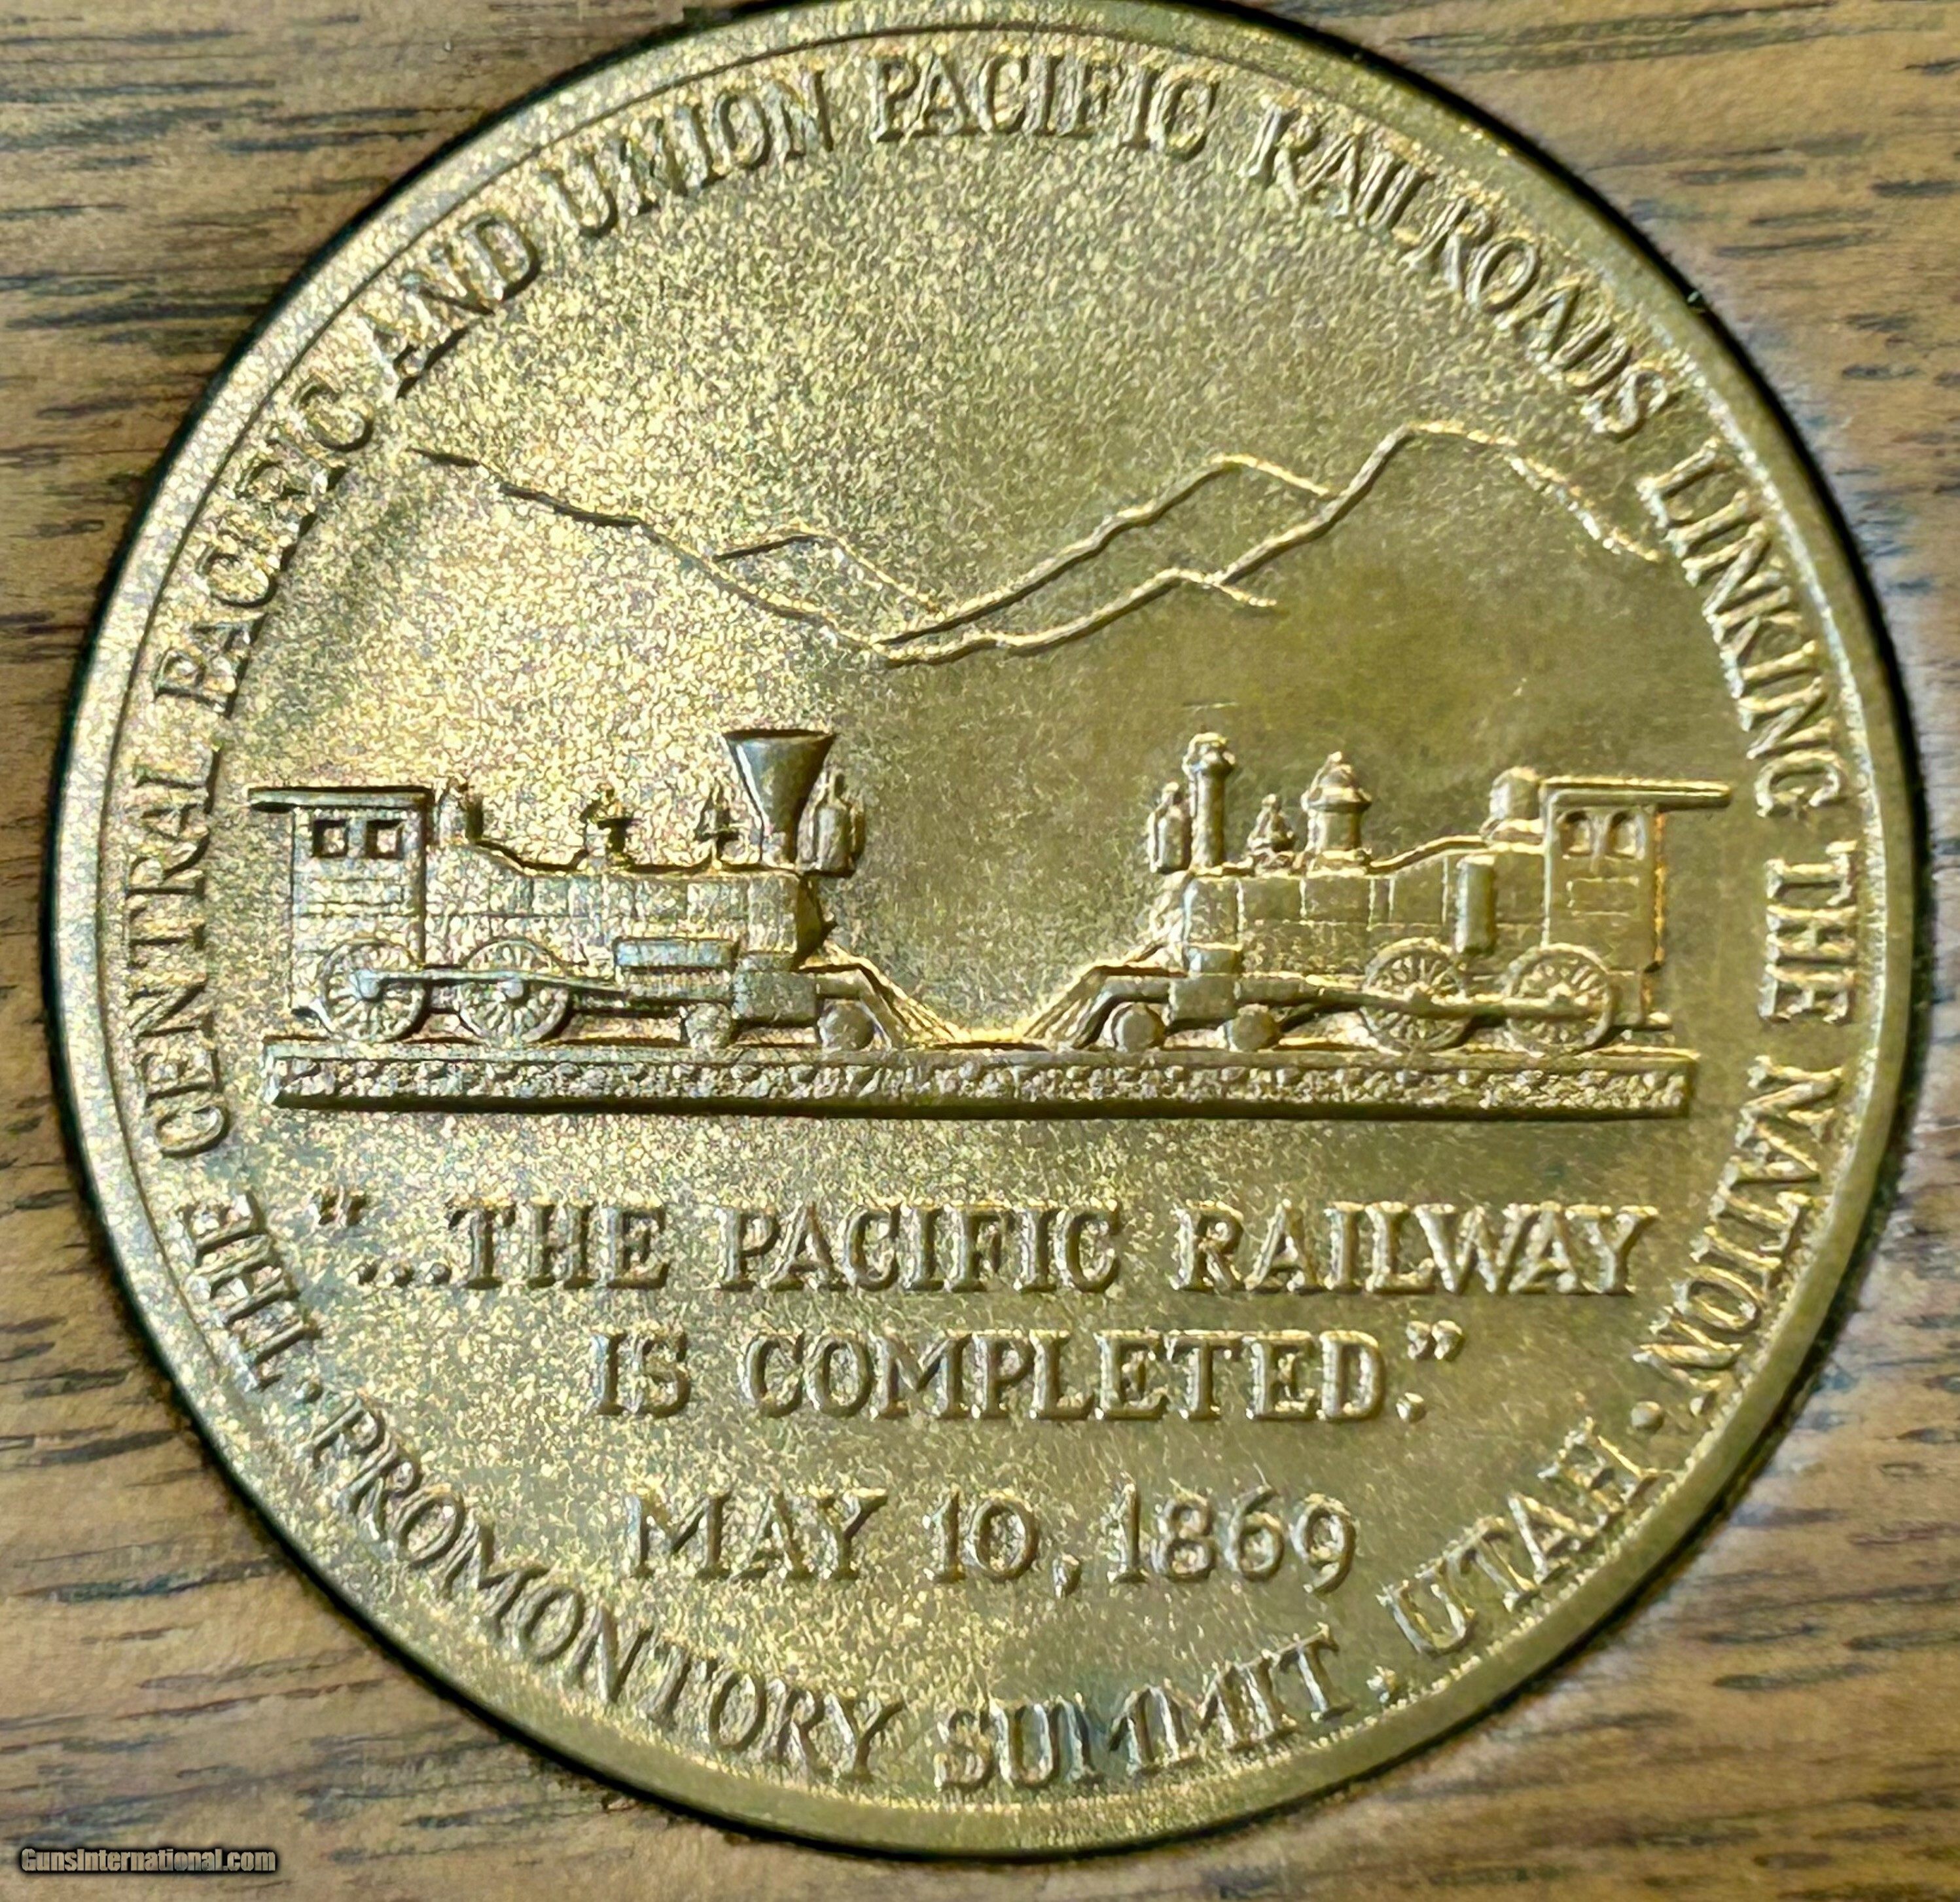 THE CENTRAL PACIFIC AND UNION PACIFIC RAILROADS LINKING THE NATION.
"...THE PACIFIC RAILWAY
IS COMPLETED."
MAY 10, 1869
· PROMONTORY SUMMIT · UTAH ·
GunsInternational.com